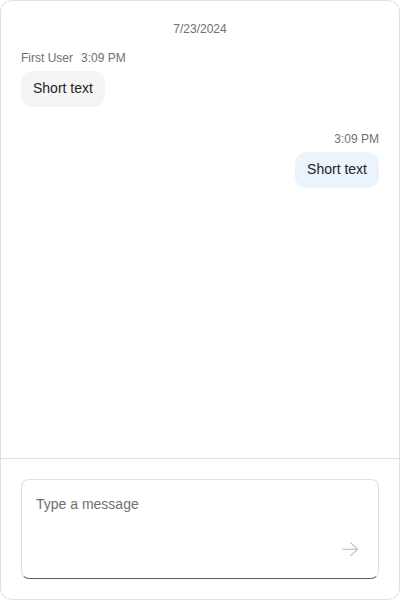 7/23/2024
First User 3:09 PM
Short text
3:09 PM
Short text
Type a message